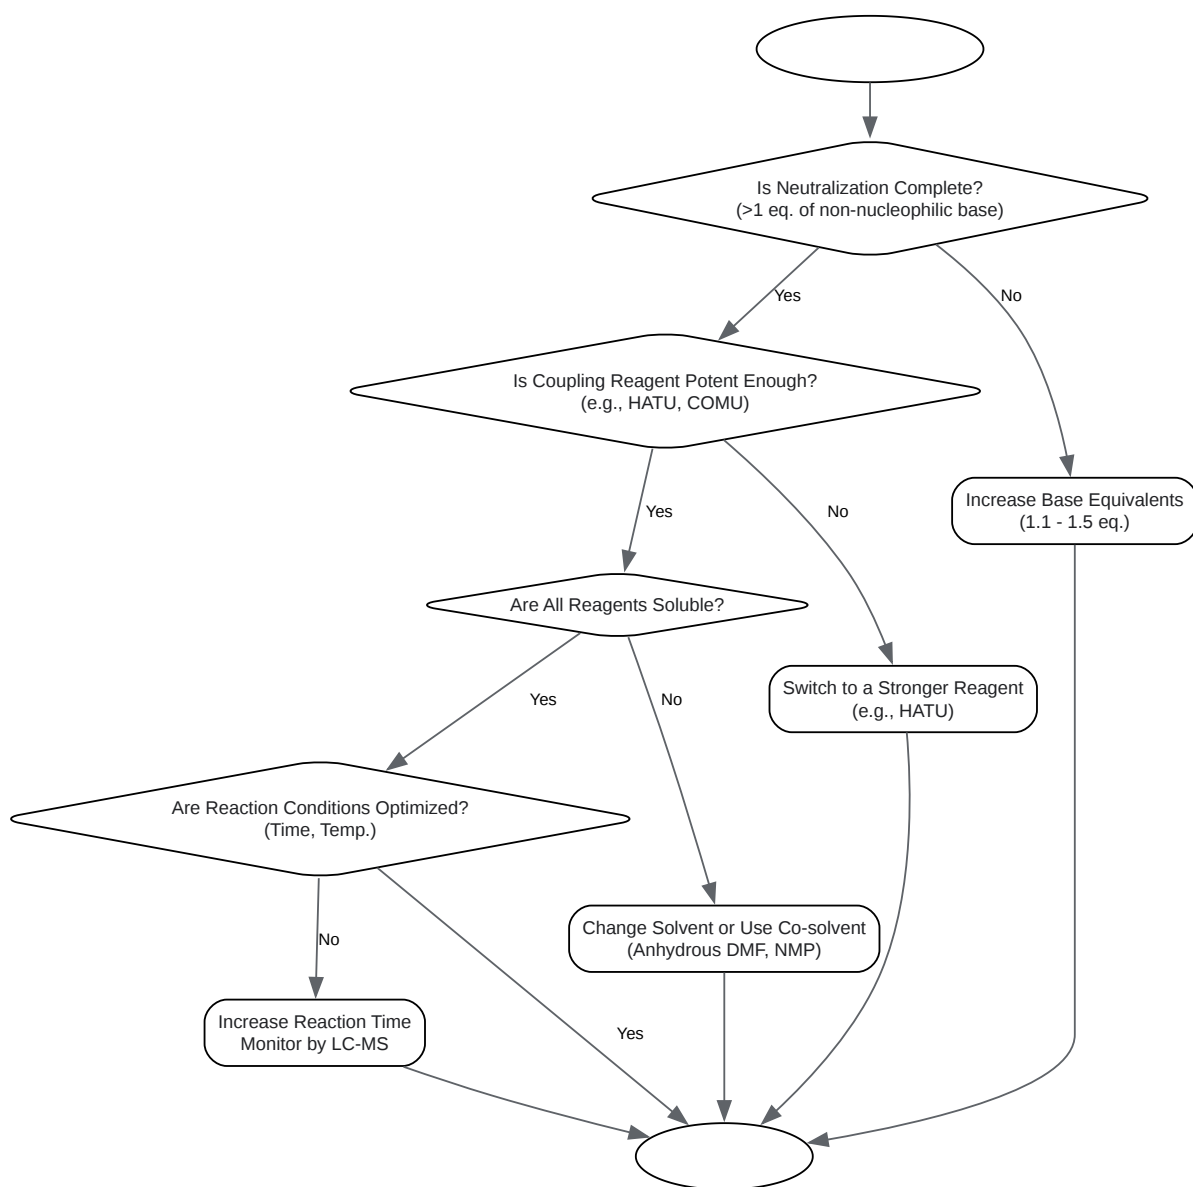 Is Neutralization Complete?
(>1 eq. of non-nucleophilic base)
Yes
No
Is Coupling Reagent Potent Enough?
(e.g., HATU, COMU)
Increase Base Equivalents
(1.1 - 1.5 eq.)
Yes
No
Are All Reagents Soluble?
Switch to a Stronger Reagent
(e.g., HATU)
Yes
No
Are Reaction Conditions Optimized?
(Time, Temp.)
Change Solvent or Use Co-solvent
(Anhydrous DMF, NMP)
No
Yes
Increase Reaction Time
Monitor by LC-MS